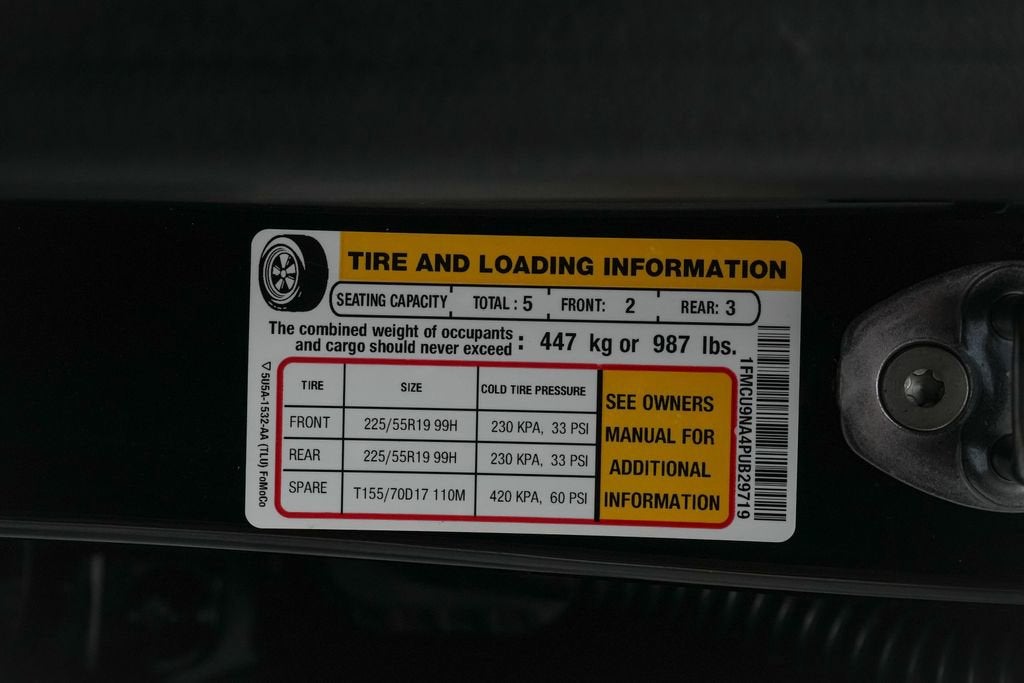 TIRE AND LOADING INFORMATION
SEATING CAPACITY TOTAL : 5 FRONT: 2 REAR: 3
The combined weight of occupants
and cargo should never exceed : 447 kg or 987 lbs.
TIRE SIZE COLD TIRE PRESSURE
FRONT 225/55R19 99H 230 KPA, 33 PSI
REAR 225/55R19 99H 230 KPA, 33 PSI
SPARE T155/70D17 110M 420 KPA, 60 PSI
SEE OWNERS
MANUAL FOR
ADDITIONAL
INFORMATION
1FMCU9NA4PUB29719
5U5A-1532-AA (TLU) FoMoCo